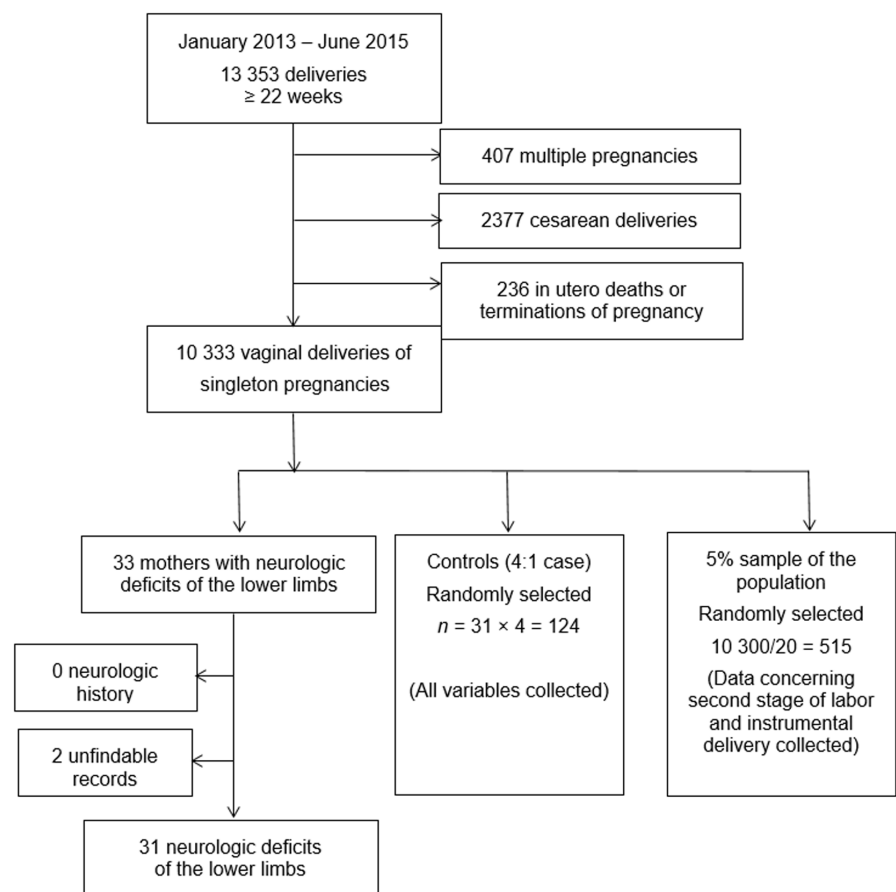 January 2013 – June 2015
13 353 deliveries
≥ 22 weeks
407 multiple pregnancies
2377 cesarean deliveries
236 in utero deaths or
terminations of pregnancy
10 333 vaginal deliveries of
singleton pregnancies
33 mothers with neurologic
deficits of the lower limbs
0 neurologic
history
2 unfindable
records
31 neurologic deficits
of the lower limbs
Controls (4:1 case)
Randomly selected
n = 31 × 4 = 124
(All variables collected)
5% sample of the
population
Randomly selected
10 300/20 = 515
(Data concerning
second stage of labor
and instrumental
delivery collected)